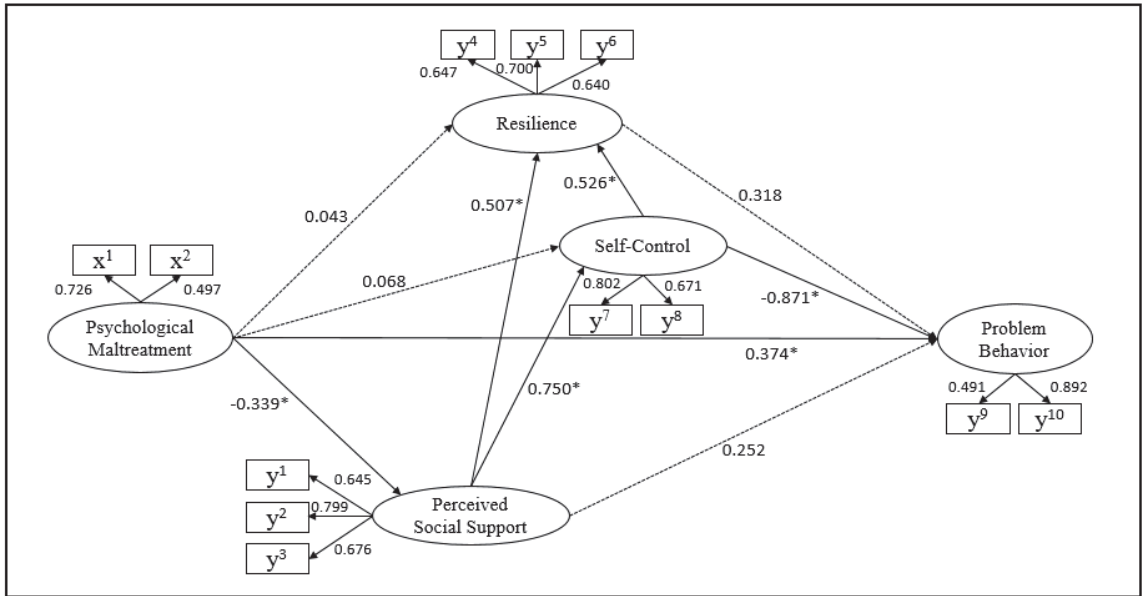 y⁴ y⁵ y⁶
0.647 0.700 0.640
Resilience
0.507*
0.526*
0.318
0.043
Self-Control
x¹ x²
0.726 0.497
0.068
0.802 0.671
-0.871*
y⁷ y⁸
Psychological
Maltreatment
Problem
Behavior
0.374*
-0.339*
0.750*
0.491 0.892
y⁹ y¹⁰
0.252
y¹ 0.645
y² 0.799
y³ 0.676
Perceived
Social Support